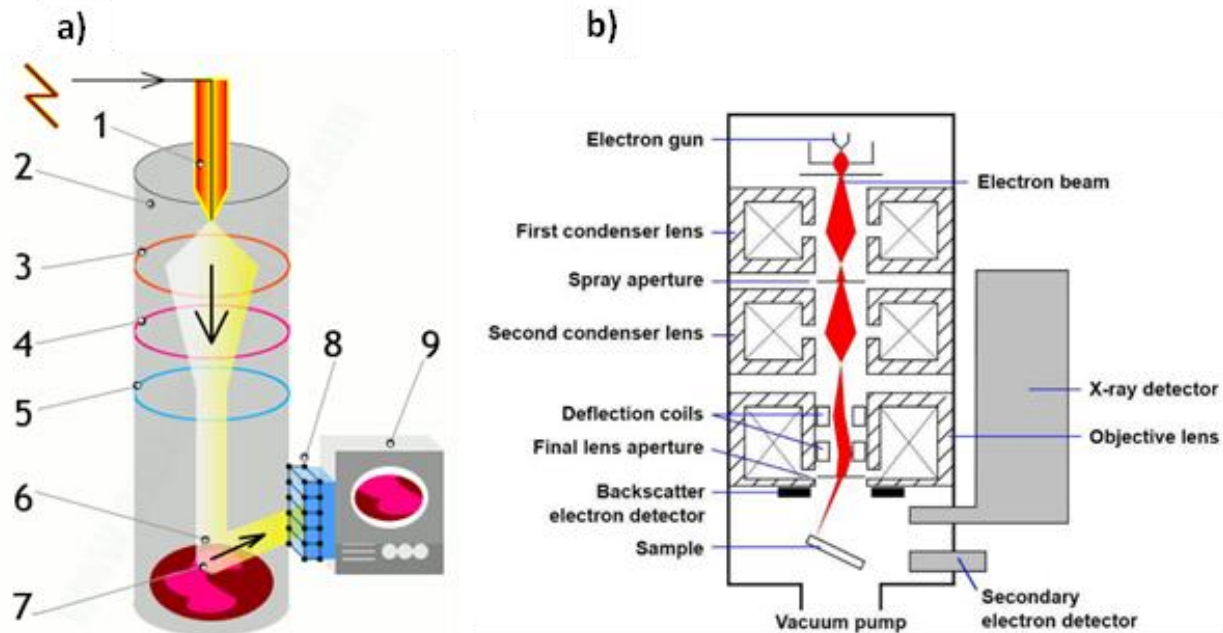 a)
1
2
3
4
5
6
7
8
9
b)
Electron gun
Electron beam
First condenser lens
Spray aperture
Second condenser lens
X-ray detector
Deflection coils
Objective lens
Final lens aperture
Backscatter
electron detector
Sample
Secondary
electron detector
Vacuum pump